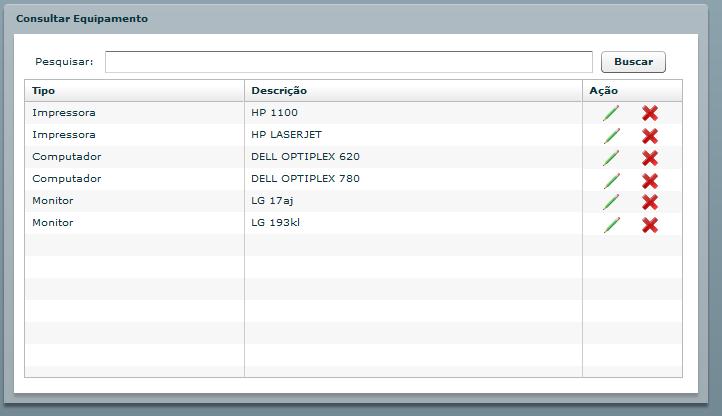 Consultar Equipamento
Pesquisar: Buscar
Tipo Descrição Ação
Impressora HP 1100
Impressora HP LASERJET
Computador DELL OPTIPLEX 620
Computador DELL OPTIPLEX 780
Monitor LG 17aj
Monitor LG 193kl